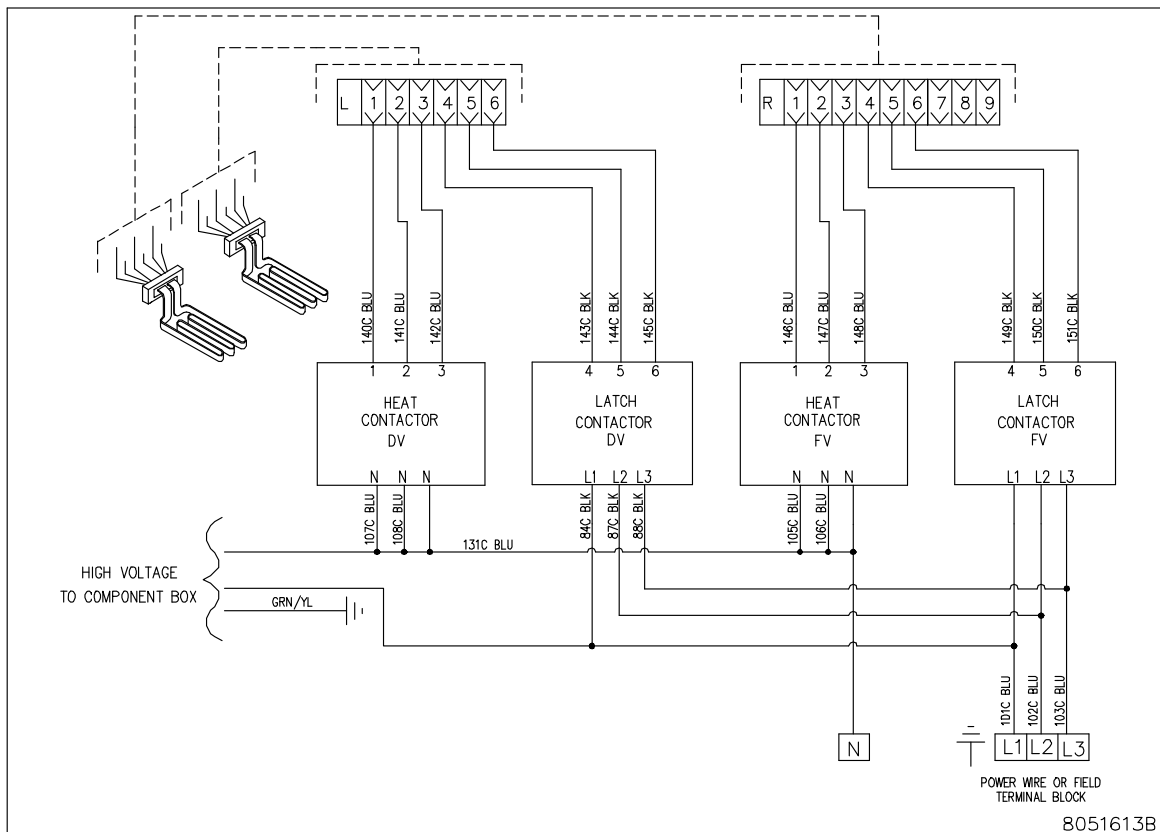 L 1 2 3 4 5 6
R 1 2 3 4 5 6 7 8 9
140C BLU
141C BLU
142C BLU
143C BLK
144C BLK
145C BLK
146C BLU
147C BLU
148C BLU
149C BLK
150C BLK
151C BLK
1 2 3
HEAT
CONTACTOR
DV
N N N
4 5 6
LATCH
CONTACTOR
DV
L1 L2 L3
1 2 3
HEAT
CONTACTOR
FV
N N N
4 5 6
LATCH
CONTACTOR
FV
L1 L2 L3
107C BLU
108C BLU
84C BLK
87C BLK
88C BLK
105C BLU
106C BLU
131C BLU
HIGH VOLTAGE
TO COMPONENT BOX
GRN/YL
101C BLU
102C BLU
103C BLU
N
L1 L2 L3
POWER WIRE OR FIELD
TERMINAL BLOCK
8051613B